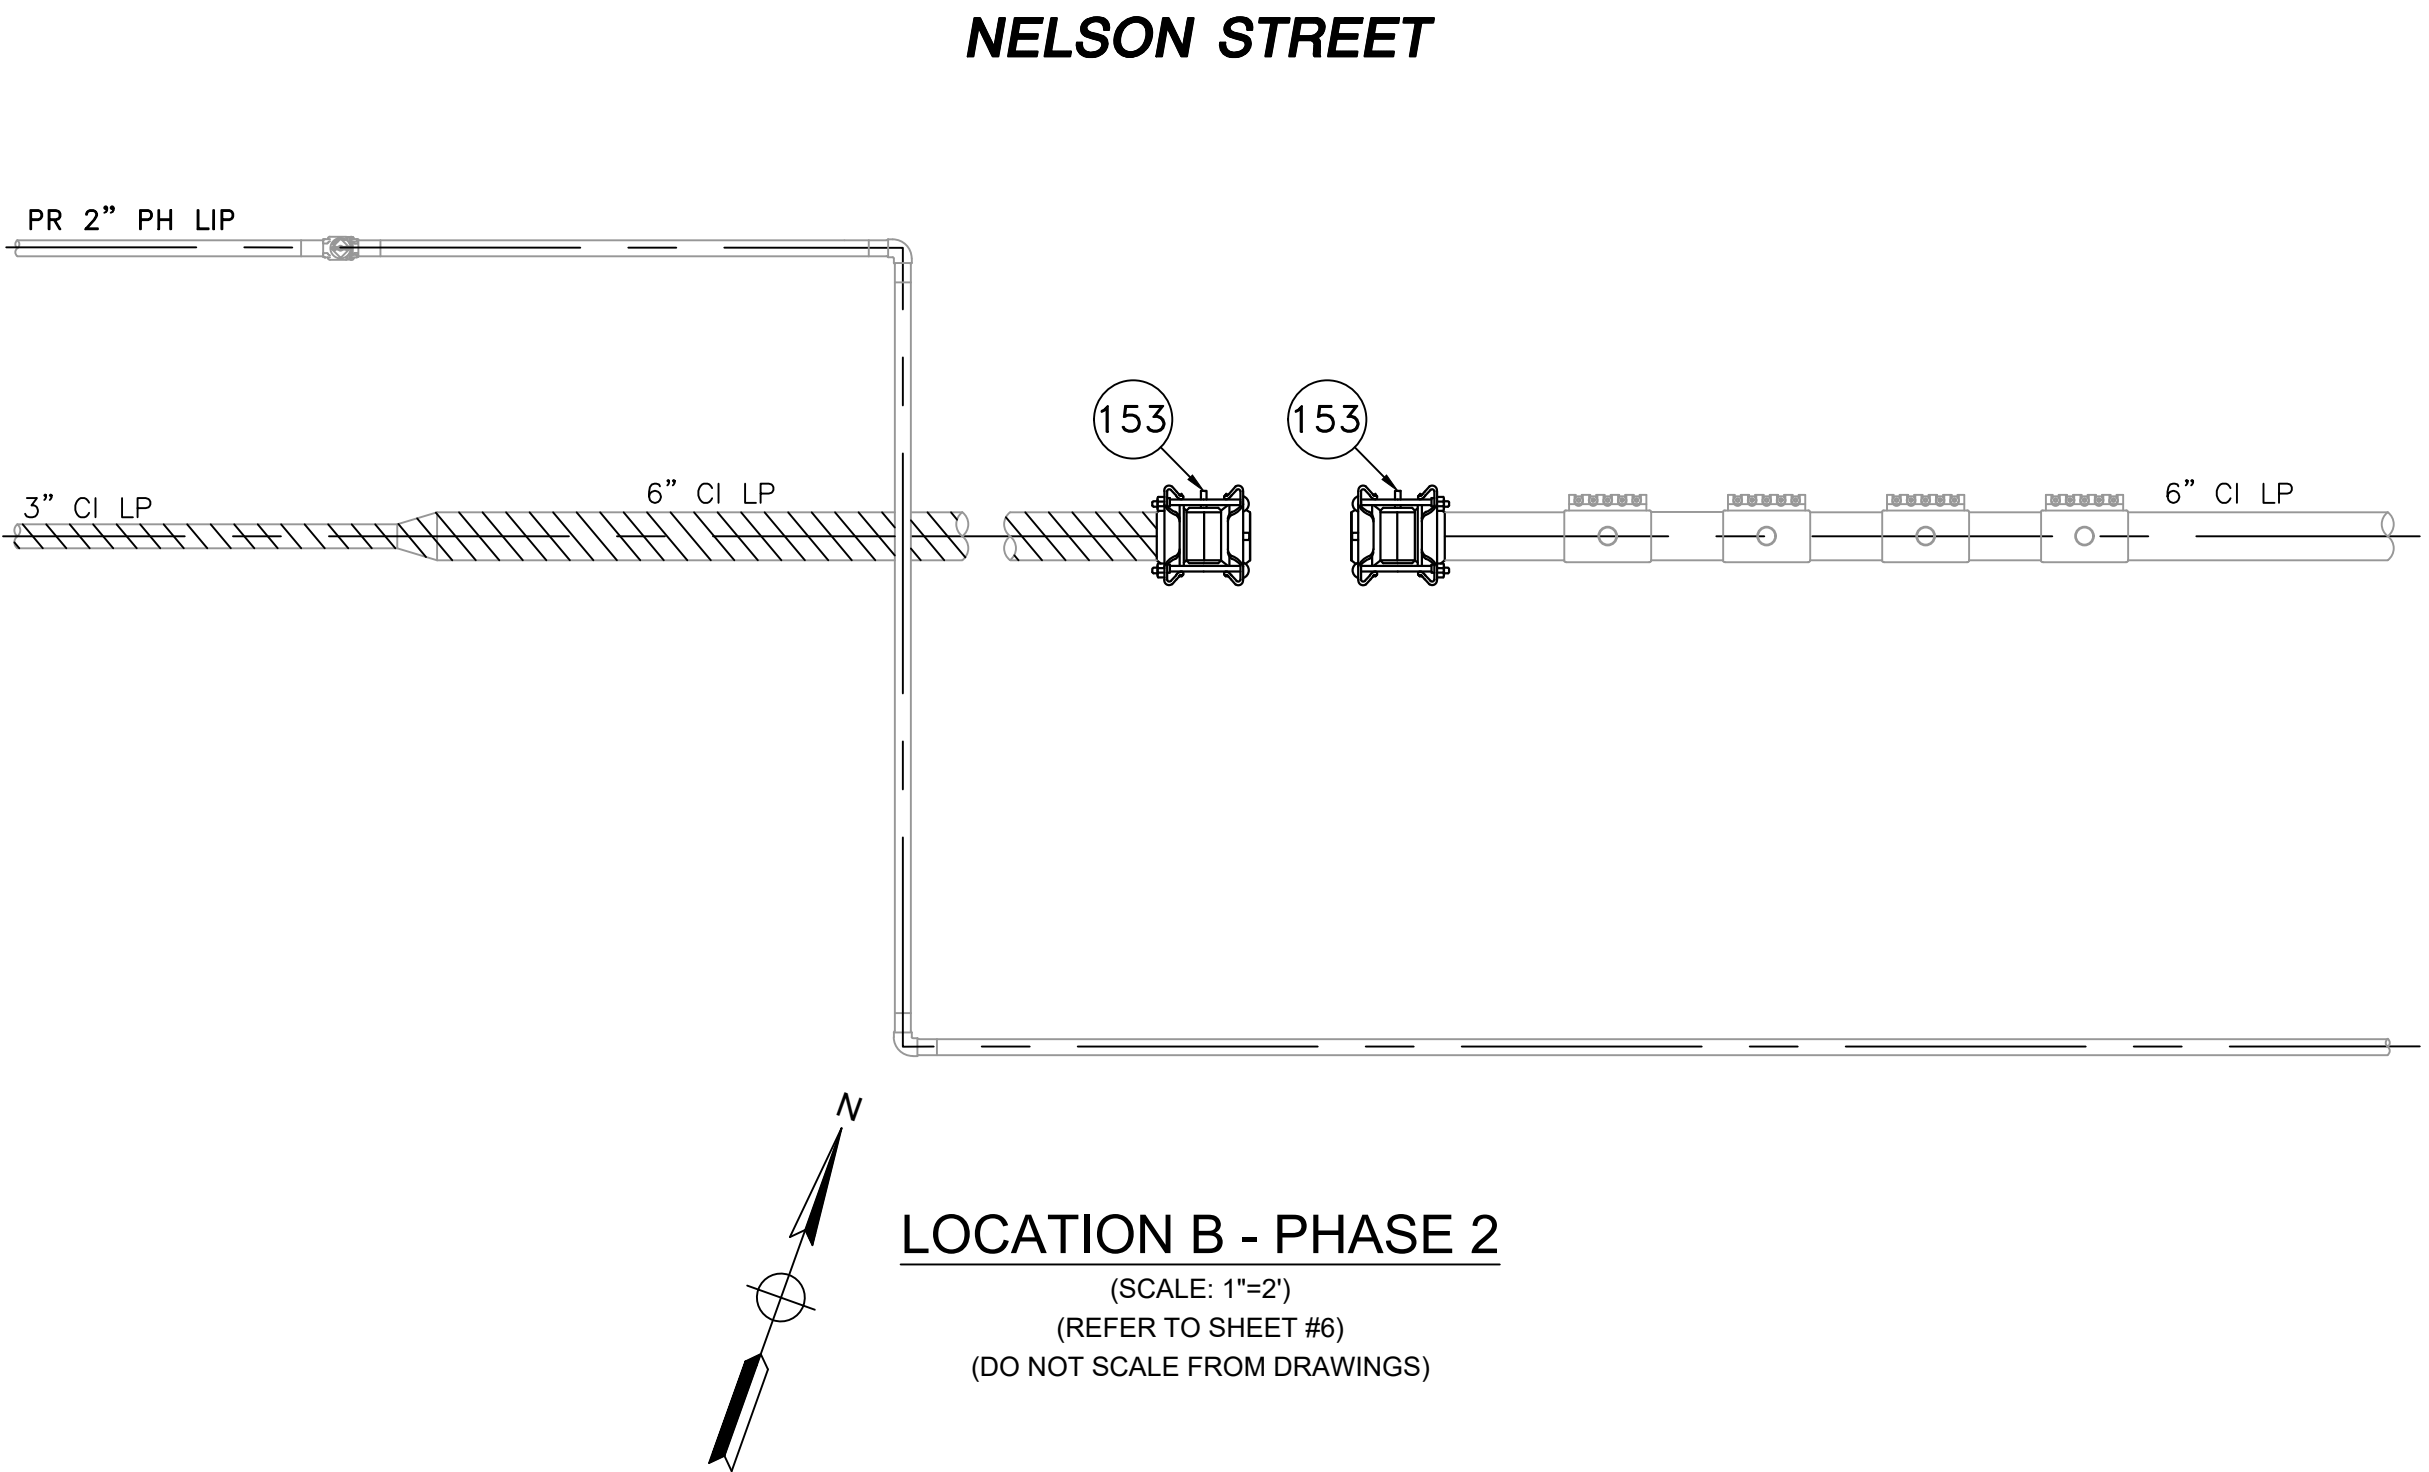 NELSON STREET
PR 2” PH LIP
153
153
3” CI LP
6” CI LP
6” CI LP
N
LOCATION B - PHASE 2
(SCALE: 1"=2')
(REFER TO SHEET #6)
(DO NOT SCALE FROM DRAWINGS)